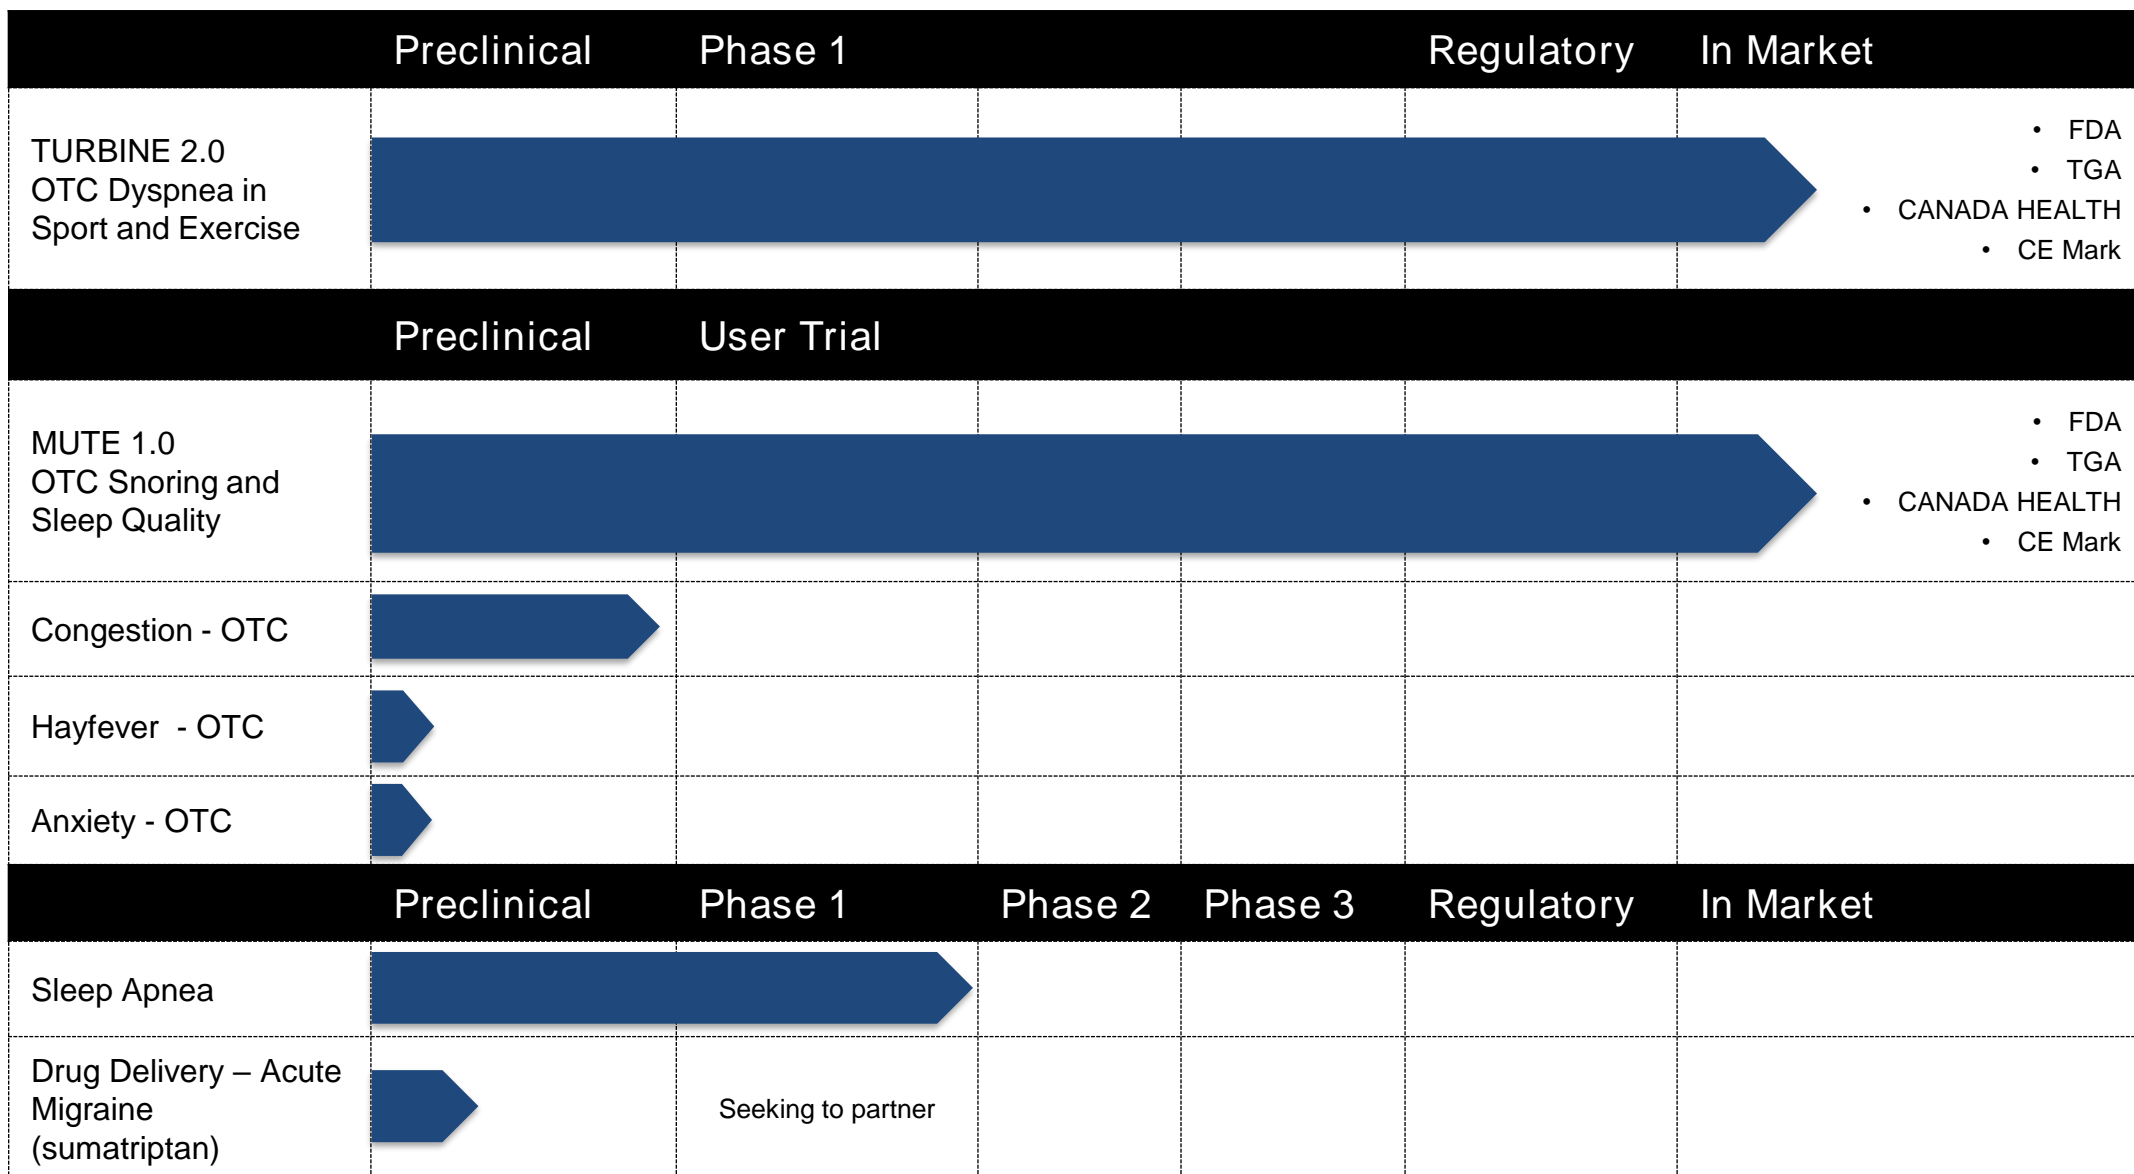 Preclinical Phase 1 Regulatory In Market
TURBINE 2.0
OTC Dyspnea in
Sport and Exercise
• FDA
• TGA
• CANADA HEALTH
• CE Mark
Preclinical User Trial
MUTE 1.0
OTC Snoring and
Sleep Quality
• FDA
• TGA
• CANADA HEALTH
• CE Mark
Congestion - OTC
Hayfever - OTC
Anxiety - OTC
Preclinical Phase 1 Phase 2 Phase 3 Regulatory In Market
Sleep Apnea
Drug Delivery – Acute
Migraine
(sumatriptan)
Seeking to partner